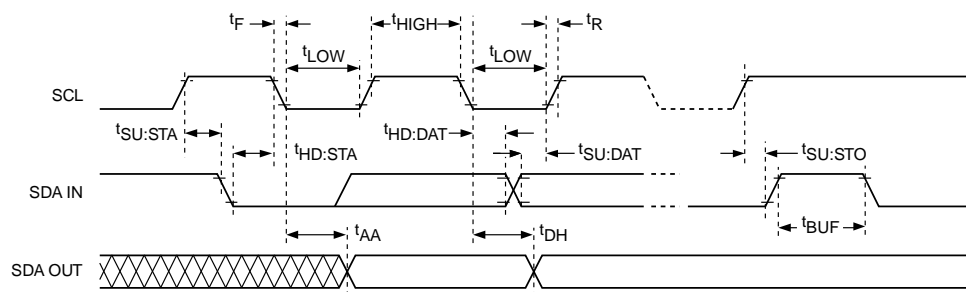 tF
tHIGH
tR
tLOW
tLOW
SCL
tSU:STA
tHD:STA
tHD:DAT
tSU:DAT
tSU:STO
SDA IN
tBUF
tAA
tDH
SDA OUT